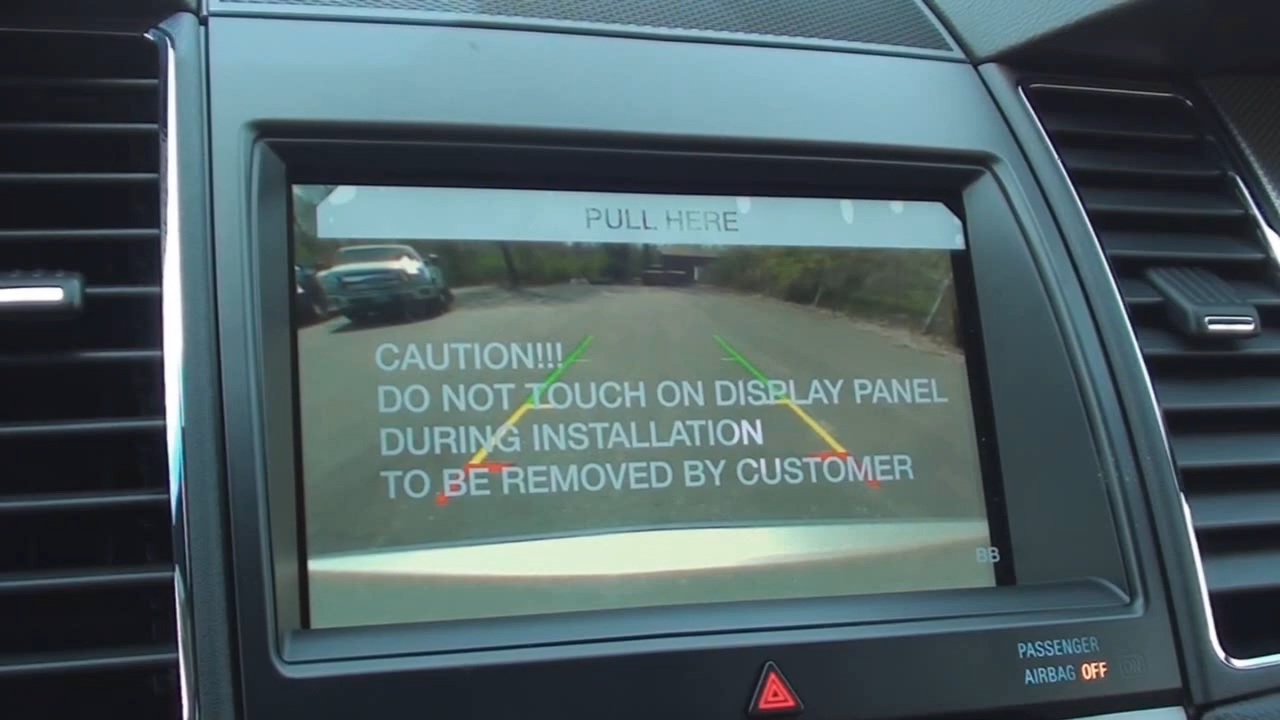 PULL HERE
CAUTION!!!
DO NOT TOUCH ON DISPLAY PANEL
DURING INSTALLATION
TO BE REMOVED BY CUSTOMER
BB
PASSENGER
AIRBAG OFF ON